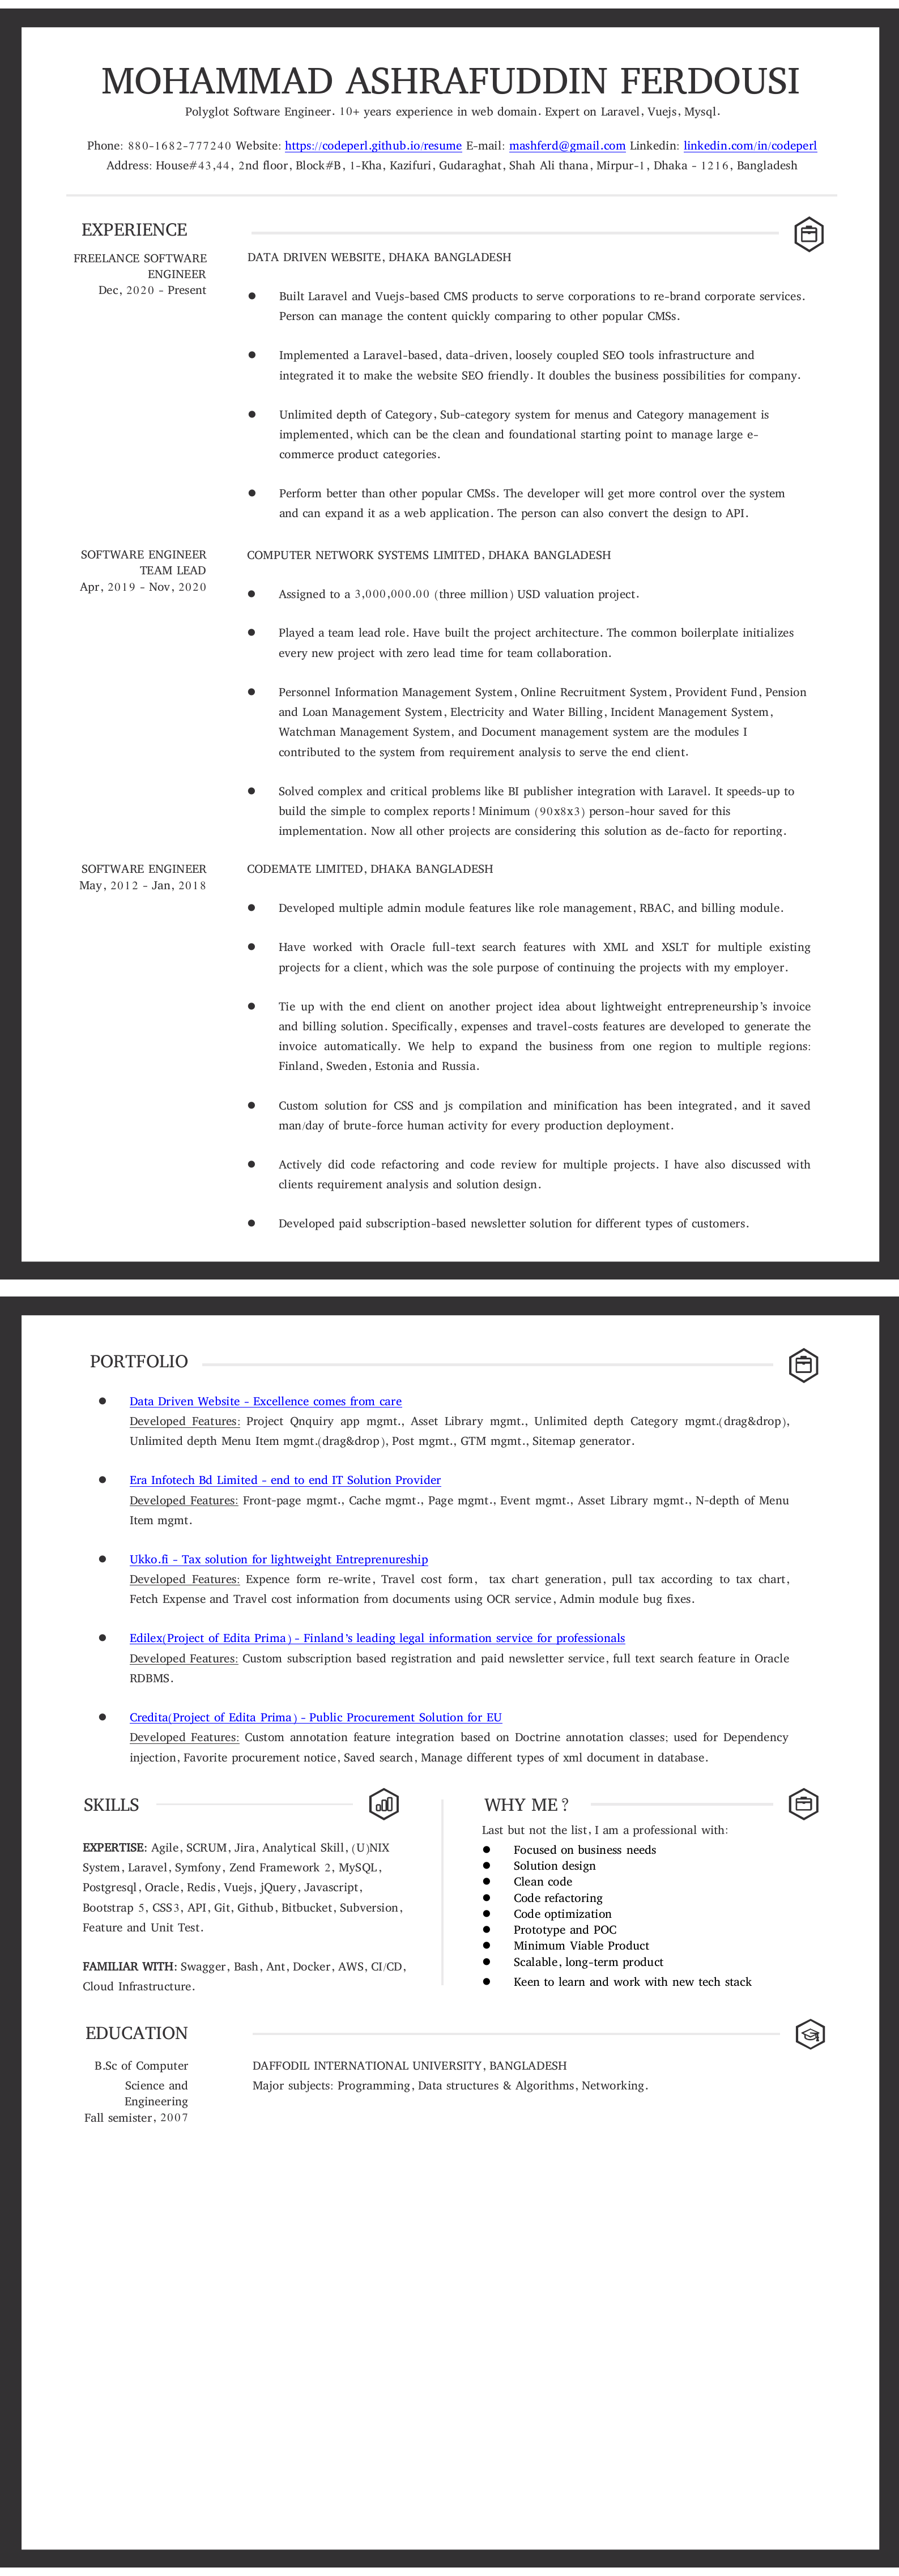 MOHAMMAD ASHRAFUDDIN FERDOUSI
Polyglot Software Engineer. 10+ years experience in web domain. Expert on Laravel, Vuejs, Mysql.
Phone: 880-1682-777240 Website: https://codeperl.github.io/resume E-mail: mashferd@gmail.com Linkedin: linkedin.com/in/codeperl
Address: House#43,44, 2nd floor, Block#B, 1-Kha, Kazifuri, Gudaraghat, Shah Ali thana, Mirpur-1, Dhaka - 1216, Bangladesh
EXPERIENCE
FREELANCE SOFTWARE
ENGINEER
Dec, 2020 - Present
DATA DRIVEN WEBSITE, DHAKA BANGLADESH
● Built Laravel and Vuejs-based CMS products to serve corporations to re-brand corporate services.
Person can manage the content quickly comparing to other popular CMSs.
● Implemented a Laravel-based, data-driven, loosely coupled SEO tools infrastructure and
integrated it to make the website SEO friendly. It doubles the business possibilities for company.
● Unlimited depth of Category, Sub-category system for menus and Category management is
implemented, which can be the clean and foundational starting point to manage large e-
commerce product categories.
● Perform better than other popular CMSs. The developer will get more control over the system
and can expand it as a web application. The person can also convert the design to API.
SOFTWARE ENGINEER
TEAM LEAD
Apr, 2019 - Nov, 2020
COMPUTER NETWORK SYSTEMS LIMITED, DHAKA BANGLADESH
● Assigned to a 3,000,000.00 (three million) USD valuation project.
● Played a team lead role. Have built the project architecture. The common boilerplate initializes
every new project with zero lead time for team collaboration.
● Personnel Information Management System, Online Recruitment System, Provident Fund, Pension
and Loan Management System, Electricity and Water Billing, Incident Management System,
Watchman Management System, and Document management system are the modules I
contributed to the system from requirement analysis to serve the end client.
● Solved complex and critical problems like BI publisher integration with Laravel. It speeds-up to
build the simple to complex reports! Minimum (90x8x3) person-hour saved for this
implementation. Now all other projects are considering this solution as de-facto for reporting.
SOFTWARE ENGINEER
May, 2012 - Jan, 2018
CODEMATE LIMITED, DHAKA BANGLADESH
● Developed multiple admin module features like role management, RBAC, and billing module.
● Have worked with Oracle full-text search features with XML and XSLT for multiple existing
projects for a client, which was the sole purpose of continuing the projects with my employer.
● Tie up with the end client on another project idea about lightweight entrepreneurship's invoice
and billing solution. Specifically, expenses and travel-costs features are developed to generate the
invoice automatically. We help to expand the business from one region to multiple regions:
Finland, Sweden, Estonia and Russia.
● Custom solution for CSS and js compilation and minification has been integrated, and it saved
man/day of brute-force human activity for every production deployment.
● Actively did code refactoring and code review for multiple projects. I have also discussed with
clients requirement analysis and solution design.
● Developed paid subscription-based newsletter solution for different types of customers.
PORTFOLIO
● Data Driven Website - Excellence comes from care
Developed Features: Project Qnquiry app mgmt., Asset Library mgmt., Unlimited depth Category mgmt.(drag&drop),
Unlimited depth Menu Item mgmt.(drag&drop), Post mgmt., GTM mgmt., Sitemap generator.
● Era Infotech Bd Limited - end to end IT Solution Provider
Developed Features: Front-page mgmt., Cache mgmt., Page mgmt., Event mgmt., Asset Library mgmt., N-depth of Menu
Item mgmt.
● Ukko.fi - Tax solution for lightweight Entreprenureship
Developed Features: Expence form re-write, Travel cost form, tax chart generation, pull tax according to tax chart,
Fetch Expense and Travel cost information from documents using OCR service, Admin module bug fixes.
● Edilex(Project of Edita Prima) - Finland's leading legal information service for professionals
Developed Features: Custom subscription based registration and paid newsletter service, full text search feature in Oracle
RDBMS.
● Credita(Project of Edita Prima) - Public Procurement Solution for EU
Developed Features: Custom annotation feature integration based on Doctrine annotation classes; used for Dependency
injection, Favorite procurement notice, Saved search, Manage different types of xml document in database.
SKILLS
EXPERTISE: Agile, SCRUM, Jira, Analytical Skill, (U)NIX
System, Laravel, Symfony, Zend Framework 2, MySQL,
Postgresql, Oracle, Redis, Vuejs, jQuery, Javascript,
Bootstrap 5, CSS3, API, Git, Github, Bitbucket, Subversion,
Feature and Unit Test.
FAMILIAR WITH: Swagger, Bash, Ant, Docker, AWS, CI/CD,
Cloud Infrastructure.
WHY ME?
Last but not the list, I am a professional with:
● Focused on business needs
● Solution design
● Clean code
● Code refactoring
● Code optimization
● Prototype and POC
● Minimum Viable Product
● Scalable, long-term product
● Keen to learn and work with new tech stack
EDUCATION
B.Sc of Computer
Science and
Engineering
Fall semister, 2007
DAFFODIL INTERNATIONAL UNIVERSITY, BANGLADESH
Major subjects: Programming, Data structures & Algorithms, Networking.